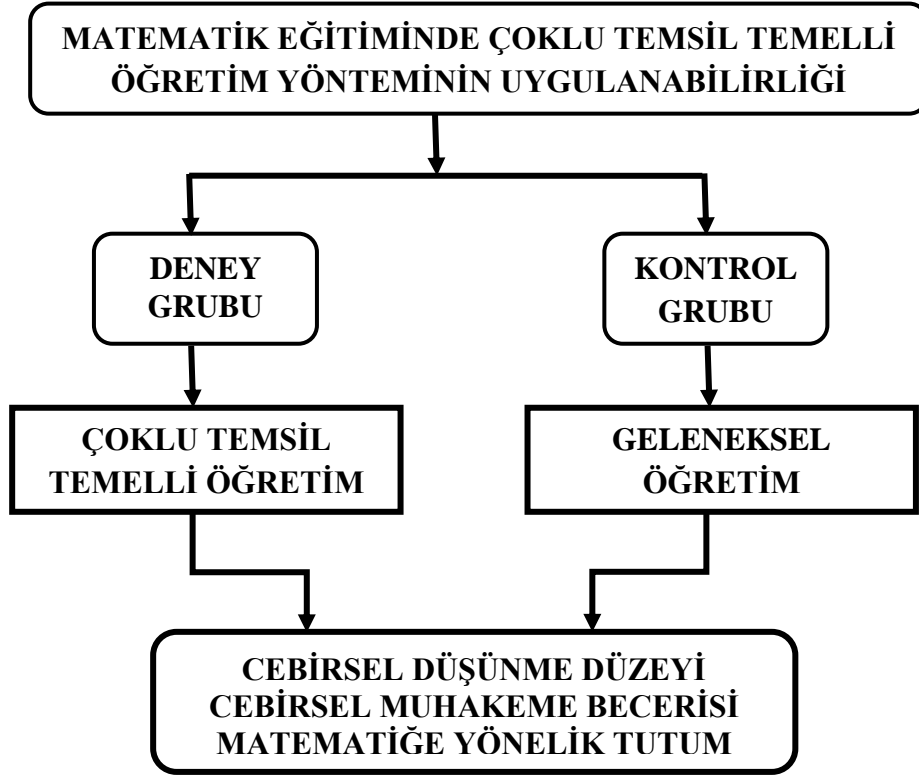 MATEMATİK EĞİTİMİNDE ÇOKLU TEMSİL TEMELLİ
ÖĞRETİM YÖNTEMİNİN UYGULANABİLİRLİĞİ
DENEY
GRUBU
KONTROL
GRUBU
ÇOKLU TEMSİL
TEMELLİ ÖĞRETİM
GELENEKSEL
ÖĞRETİM
CEBİRSEL DÜŞÜNME DÜZEYİ
CEBİRSEL MUHAKEME BECERİSİ
MATEMATİĞE YÖNELİK TUTUM